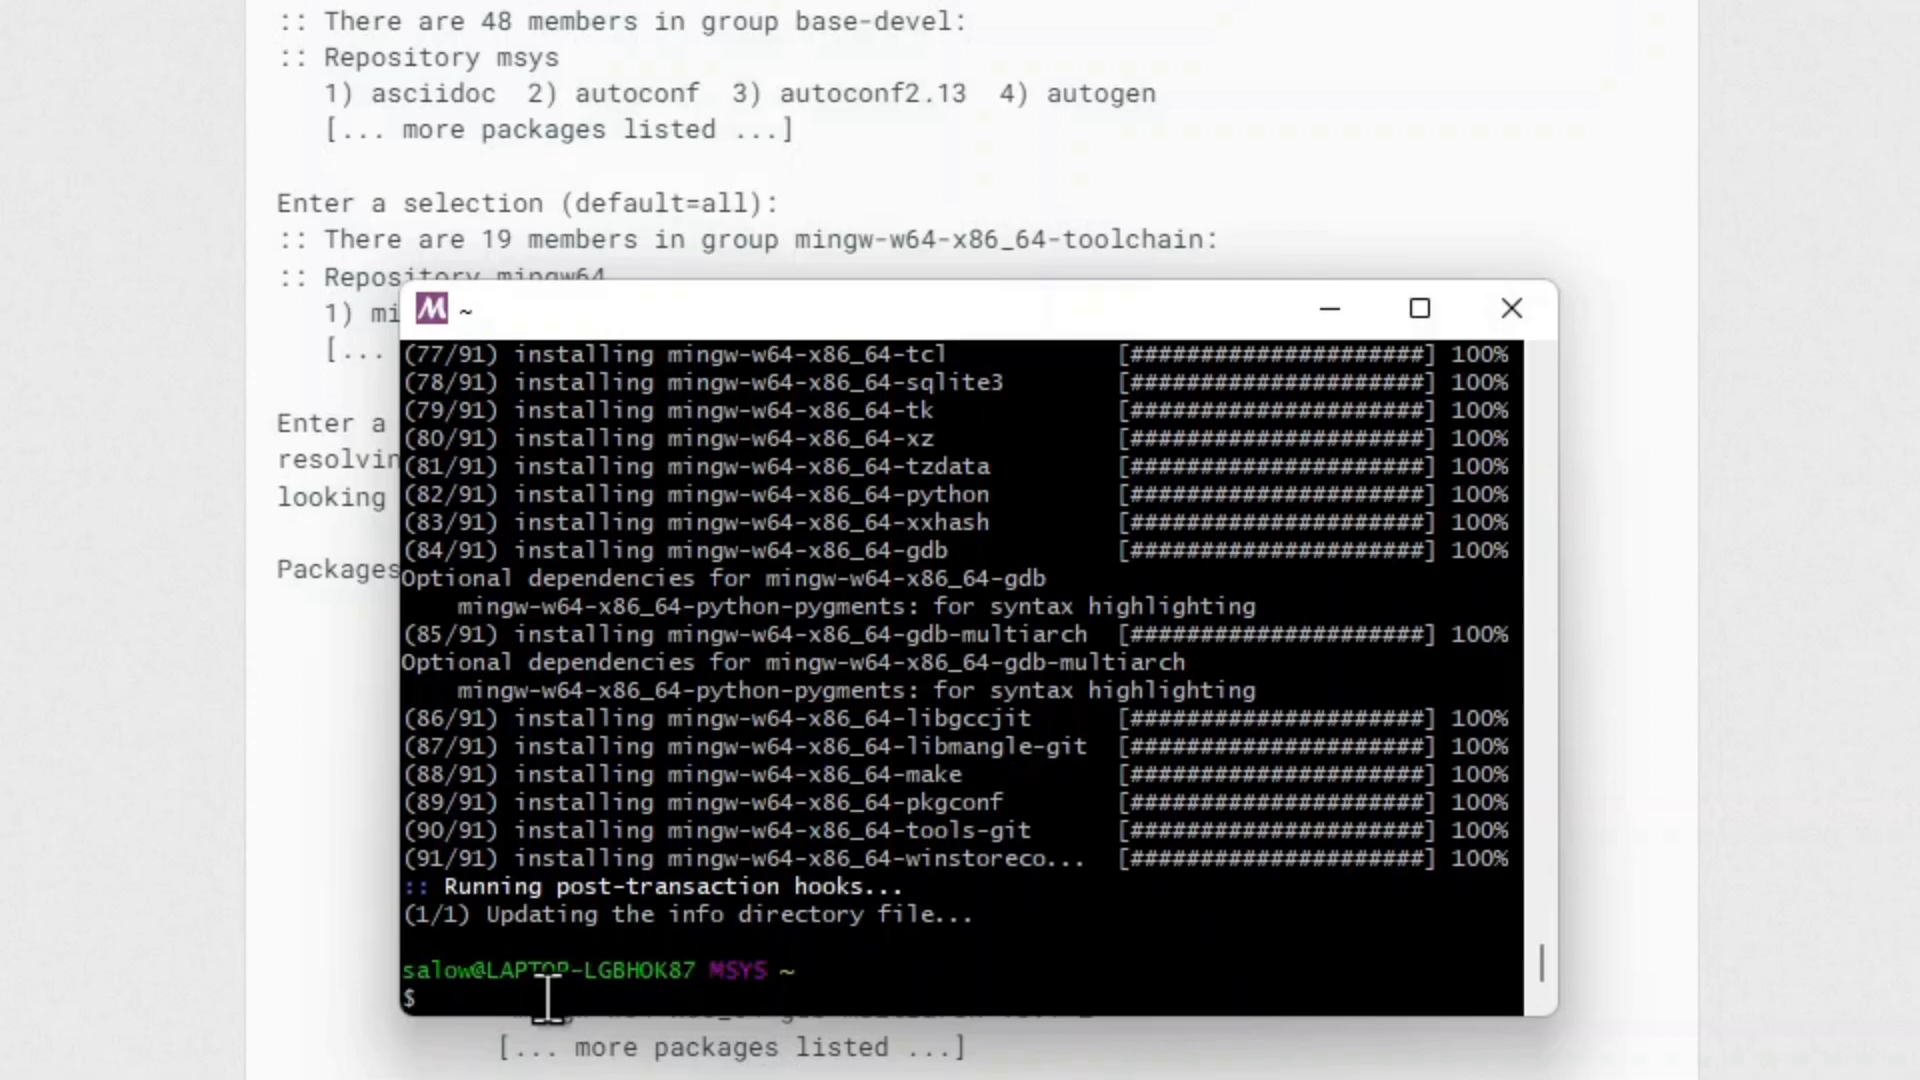 :: There are 48 members in group base-devel:
:: Repository msys
1) asciidoc 2) autoconf 3) autoconf2.13 4) autogen
[... more packages listed ...]
Enter a selection (default=all):
:: There are 19 members in group mingw-w64-x86_64-toolchain:
:: Repository mingw64
1) mi
[...
Enter a
resolvin
looking
Packages
~
(77/91) installing mingw-w64-x86_64-tcl [#####################] 100%
(78/91) installing mingw-w64-x86_64-sqlite3 [#####################] 100%
(79/91) installing mingw-w64-x86_64-tk [#####################] 100%
(80/91) installing mingw-w64-x86_64-xz [#####################] 100%
(81/91) installing mingw-w64-x86_64-tzdata [#####################] 100%
(82/91) installing mingw-w64-x86_64-python [#####################] 100%
(83/91) installing mingw-w64-x86_64-xxhash [#####################] 100%
(84/91) installing mingw-w64-x86_64-gdb [#####################] 100%
Optional dependencies for mingw-w64-x86_64-gdb
mingw-w64-x86_64-python-pygments: for syntax highlighting
(85/91) installing mingw-w64-x86_64-gdb-multiarch [#####################] 100%
Optional dependencies for mingw-w64-x86_64-gdb-multiarch
mingw-w64-x86_64-python-pygments: for syntax highlighting
(86/91) installing mingw-w64-x86_64-libgccjit [#####################] 100%
(87/91) installing mingw-w64-x86_64-libmangle-git [#####################] 100%
(88/91) installing mingw-w64-x86_64-make [#####################] 100%
(89/91) installing mingw-w64-x86_64-pkgconf [#####################] 100%
(90/91) installing mingw-w64-x86_64-tools-git [#####################] 100%
(91/91) installing mingw-w64-x86_64-winstoreco... [#####################] 100%
:: Running post-transaction hooks...
(1/1) Updating the info directory file...
salow@LAPTOP-LGBHOK87 MSYS ~
$
[... more packages listed ...]